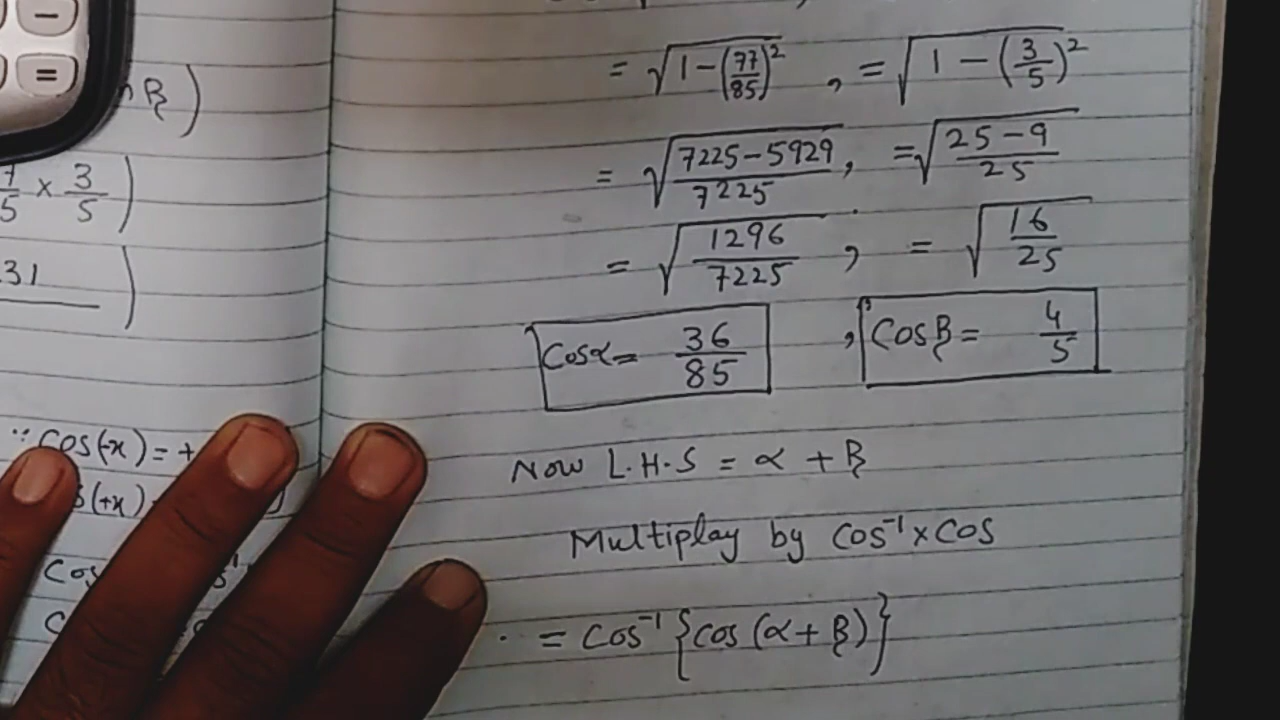 − 
=
β)
7/5 × 3/5)
31)
∵ cos(-x) = +
s(+x)
Cos
C
= √(1-(77/85)²) , = √(1-(3/5)²)
= √((7225-5929)/7225) , = √((25-9)/25)
= √(1296/7225) , = √(16/25)
Cosα= 36/85 , Cosβ= 4/5
Now L.H.S = α + β
Multiplay by cos⁻¹ x cos
. = cos⁻¹ {cos (α+β)}